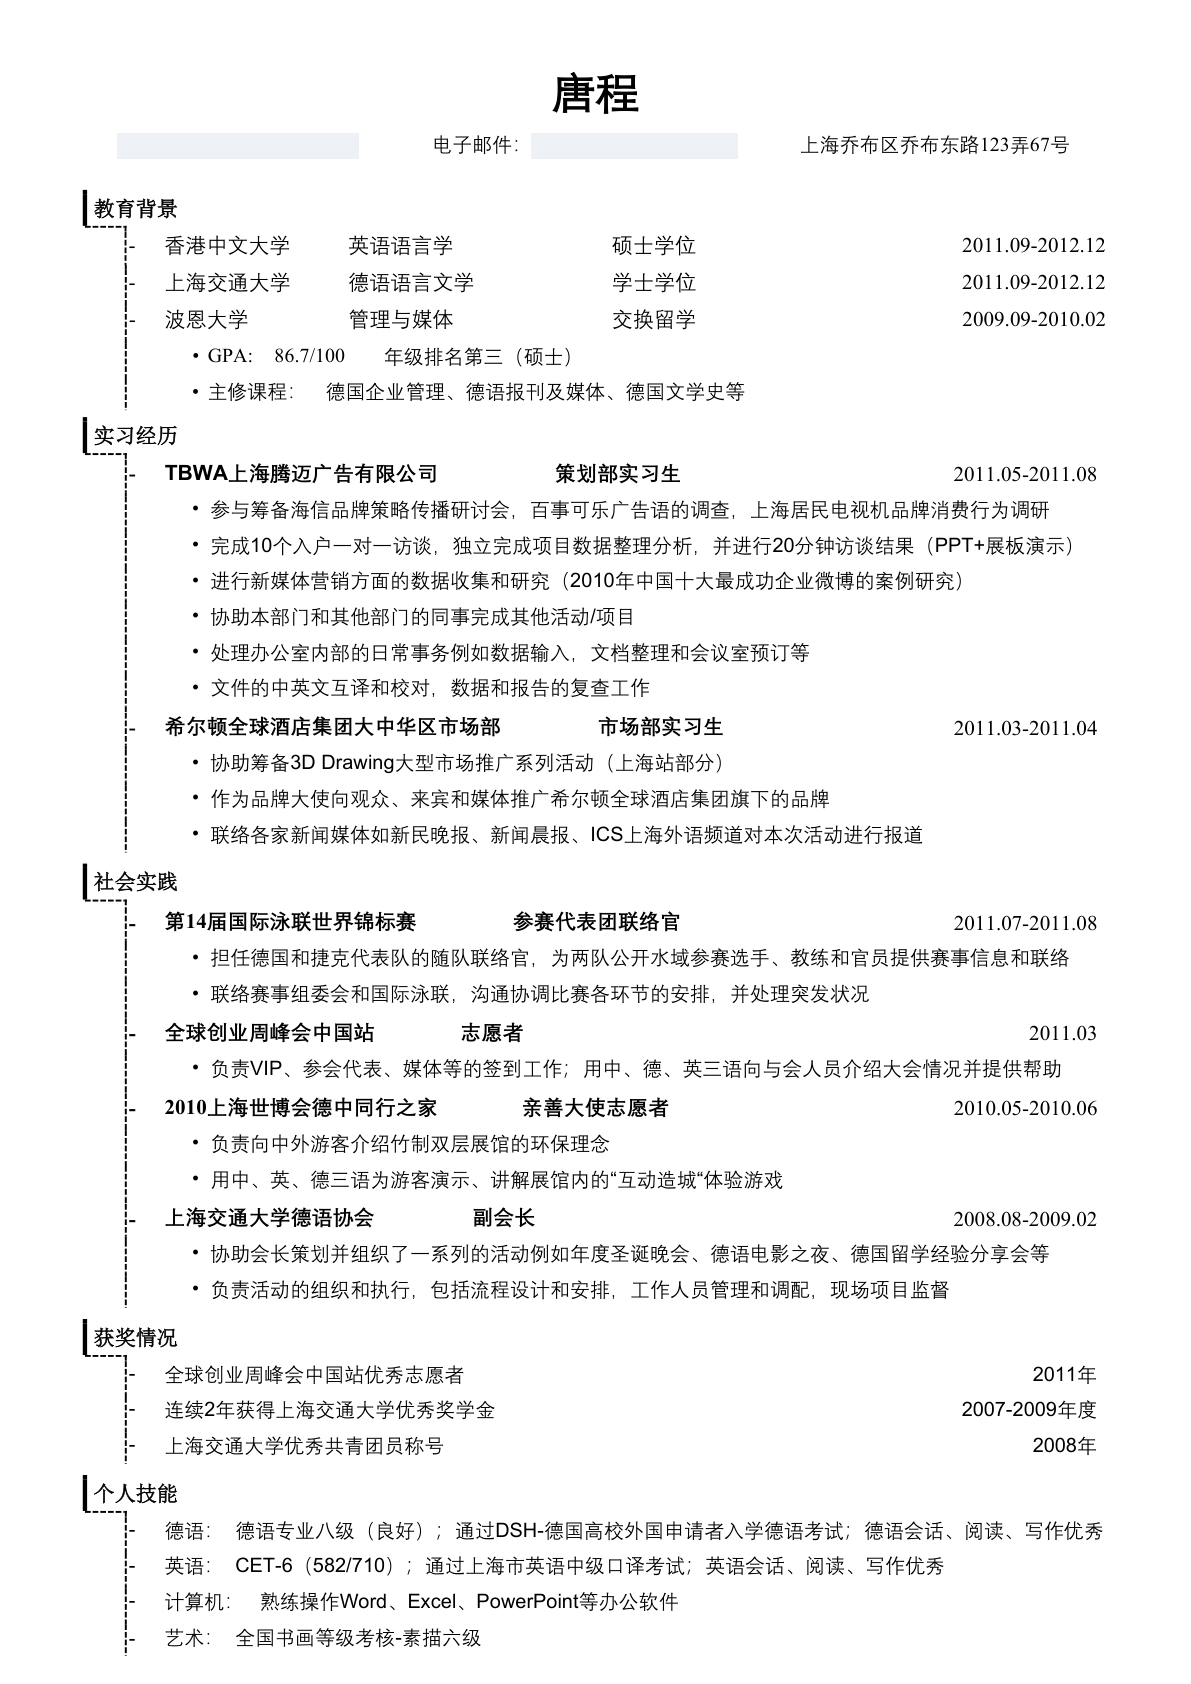 唐程
电子邮件： 上海乔布区乔布东路123弄67号
教育背景
- 香港中文大学 英语语言学 硕士学位 2011.09-2012.12
- 上海交通大学 德语语言文学 学士学位 2011.09-2012.12
- 波恩大学 管理与媒体 交换留学 2009.09-2010.02
• GPA: 86.7/100 年级排名第三（硕士）
• 主修课程： 德国企业管理、德语报刊及媒体、德国文学史等
实习经历
- TBWA上海腾迈广告有限公司 策划部实习生 2011.05-2011.08
• 参与筹备海信品牌策略传播研讨会，百事可乐广告语的调查，上海居民电视机品牌消费行为调研
• 完成10个入户一对一访谈，独立完成项目数据整理分析，并进行20分钟访谈结果（PPT+展板演示）
• 进行新媒体营销方面的数据收集和研究（2010年中国十大最成功企业微博的案例研究）
• 协助本部门和其他部门的同事完成其他活动/项目
• 处理办公室内部的日常事务例如数据输入，文档整理和会议室预订等
• 文件的中英文互译和校对，数据和报告的复查工作
- 希尔顿全球酒店集团大中华区市场部 市场部实习生 2011.03-2011.04
• 协助筹备3D Drawing大型市场推广系列活动（上海站部分）
• 作为品牌大使向观众、来宾和媒体推广希尔顿全球酒店集团旗下的品牌
• 联络各家新闻媒体如新民晚报、新闻晨报、ICS上海外语频道对本次活动进行报道
社会实践
- 第14届国际泳联世界锦标赛 参赛代表团联络官 2011.07-2011.08
• 担任德国和捷克代表队的随队联络官，为两队公开水域参赛选手、教练和官员提供赛事信息和联络
• 联络赛事组委会和国际泳联，沟通协调比赛各环节的安排，并处理突发状况
- 全球创业周峰会中国站 志愿者 2011.03
• 负责VIP、参会代表、媒体等的签到工作；用中、德、英三语向与会人员介绍大会情况并提供帮助
- 2010上海世博会德中同行之家 亲善大使志愿者 2010.05-2010.06
• 负责向中外游客介绍竹制双层展馆的环保理念
• 用中、英、德三语为游客演示、讲解展馆内的“互动造城“体验游戏
- 上海交通大学德语协会 副会长 2008.08-2009.02
• 协助会长策划并组织了一系列的活动例如年度圣诞晚会、德语电影之夜、德国留学经验分享会等
• 负责活动的组织和执行，包括流程设计和安排，工作人员管理和调配，现场项目监督
获奖情况
- 全球创业周峰会中国站优秀志愿者 2011年
- 连续2年获得上海交通大学优秀奖学金 2007-2009年度
- 上海交通大学优秀共青团员称号 2008年
个人技能
- 德语： 德语专业八级（良好）；通过DSH-德国高校外国申请者入学德语考试；德语会话、阅读、写作优秀
- 英语： CET-6（582/710）；通过上海市英语中级口译考试；英语会话、阅读、写作优秀
- 计算机： 熟练操作Word、Excel、PowerPoint等办公软件
- 艺术： 全国书画等级考核-素描六级